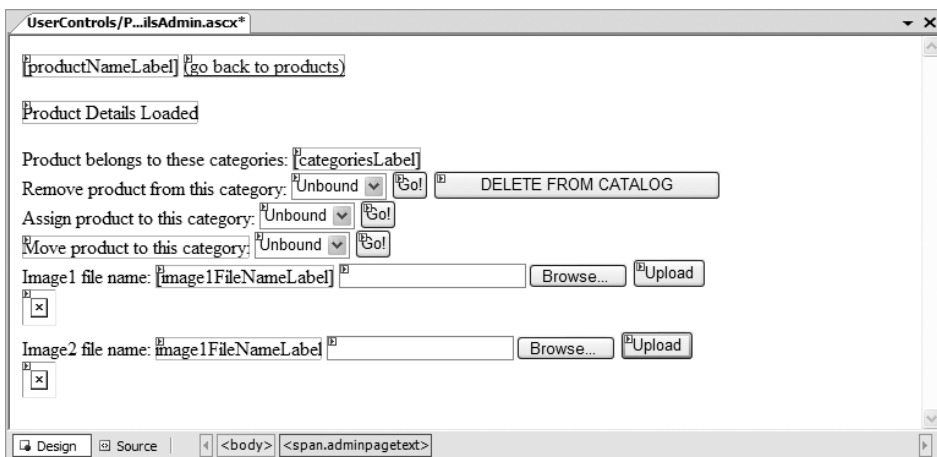 UserControls/P...ilsAdmin.ascx*
[productNameLabel] (go back to products)
Product Details Loaded
Product belongs to these categories: [categoriesLabel]
Remove product from this category: Unbound Go! DELETE FROM CATALOG
Assign product to this category: Unbound Go!
Move product to this category: Unbound Go!
Image1 file name: [image1FileNameLabel] Browse... Upload
Image2 file name: image1FileNameLabel Browse... Upload
Design Source <body> <span.adminpagetext>